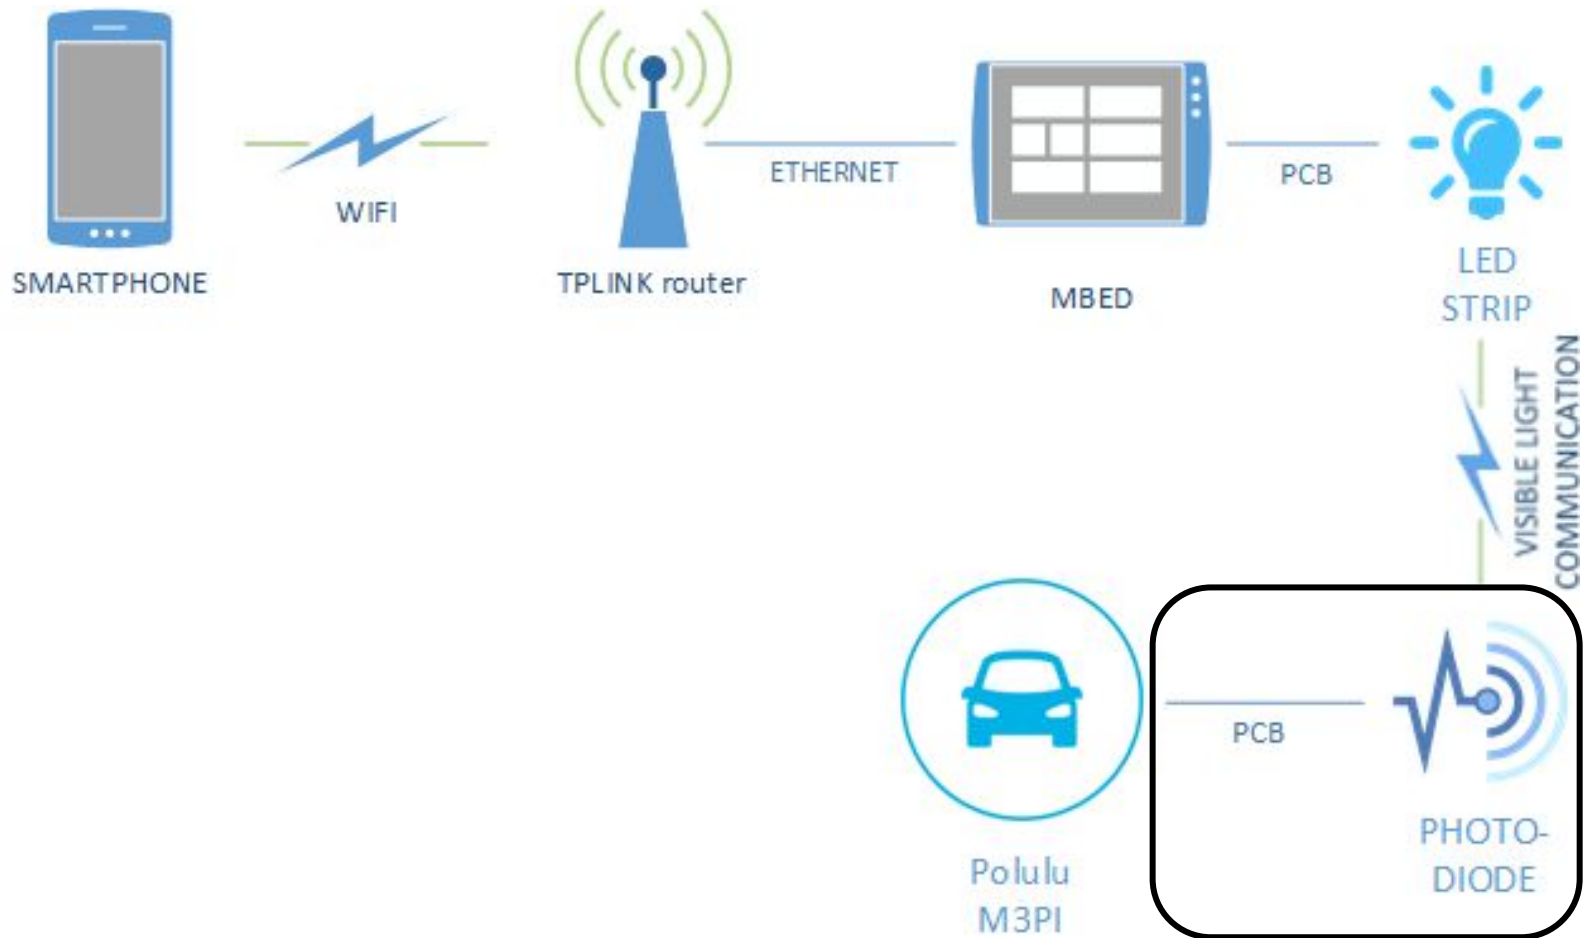 WIFI
ETHERNET
PCB
SMARTPHONE
TPLINK router
MBED
LED
STRIP
VISIBLE LIGHT
COMMUNICATION
PCB
Polulu
M3PI
PHOTO-
DIODE